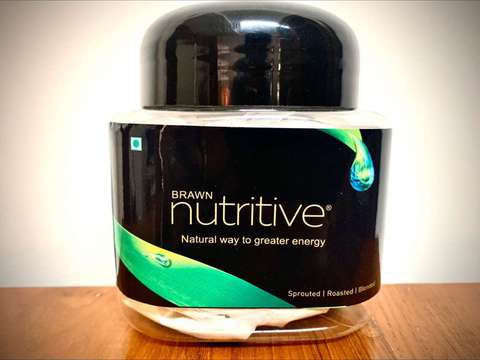 BRAWN
nutritive®
Natural way to greater energy
Sprouted | Roasted | Blended